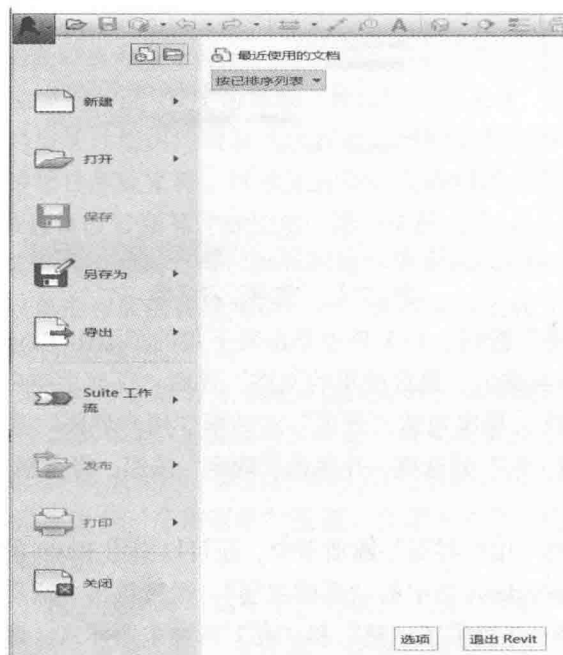 最近使用的文档
按已排序列表
新建
打开
保存
另存为
导出
Suite 工作
流
发布
打印
关闭
选项
退出 Revit